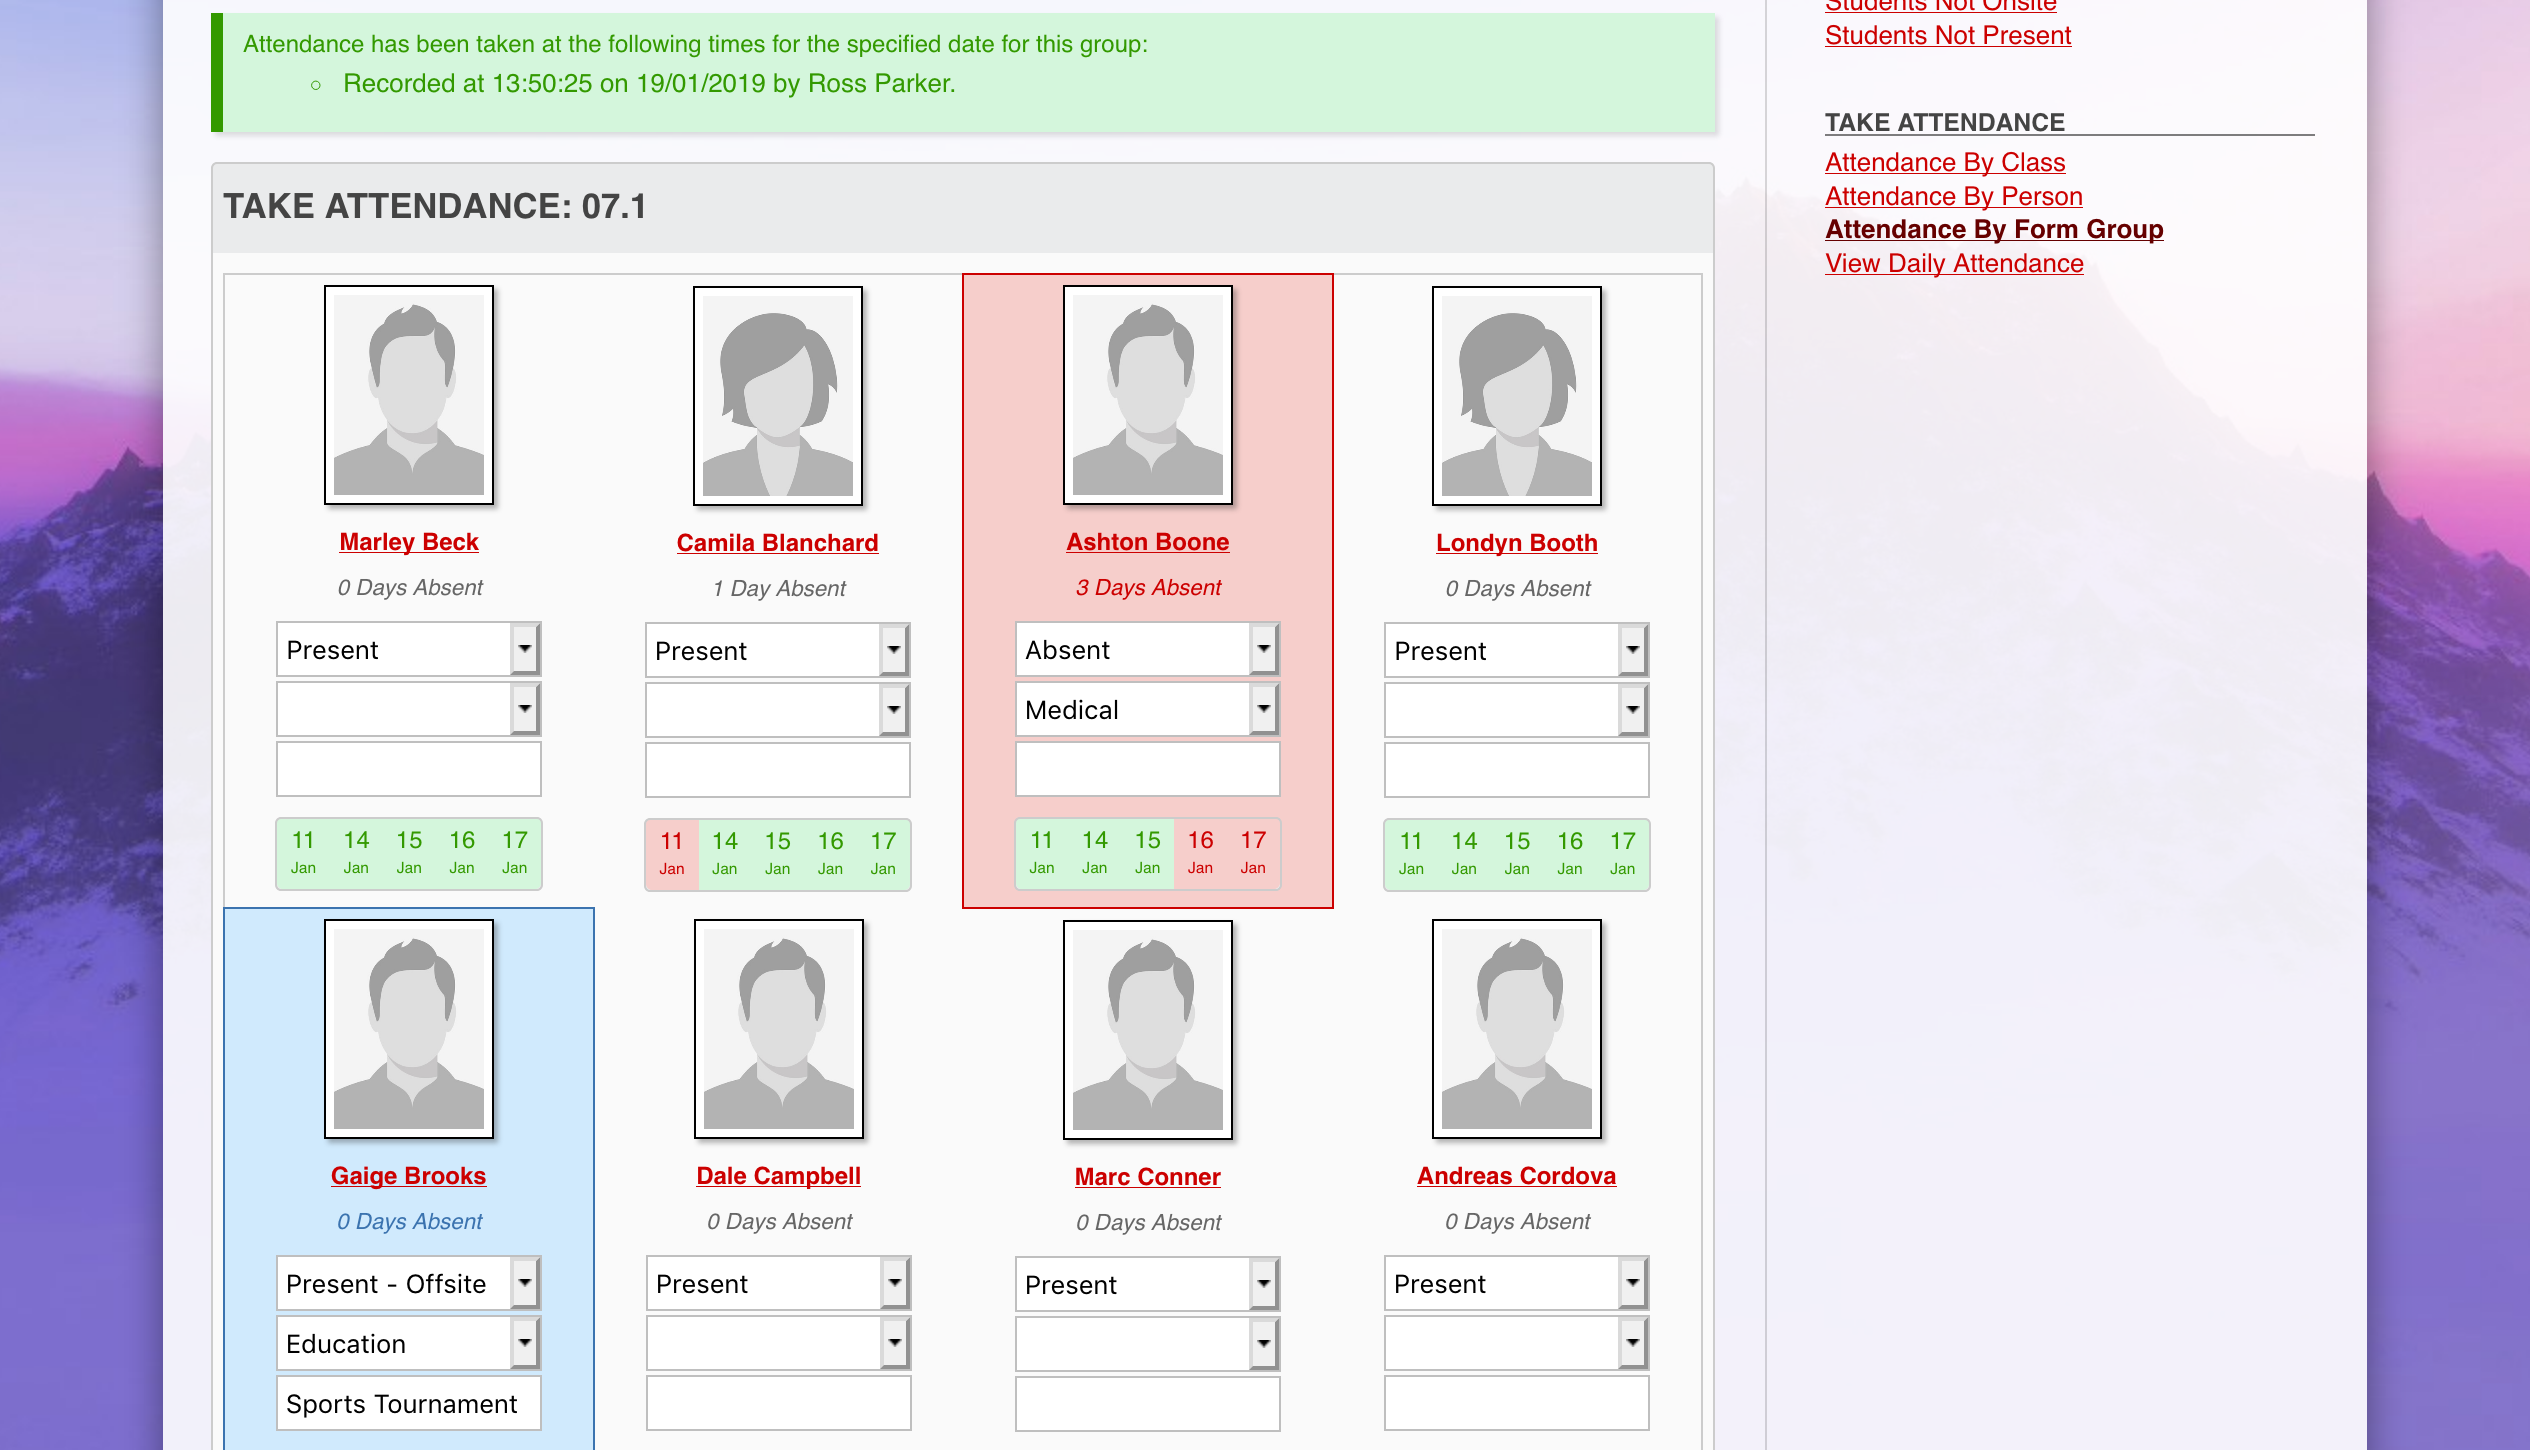 Attendance has been taken at the following times for the specified date for this group:
Recorded at 13:50:25 on 19/01/2019 by Ross Parker.
TAKE ATTENDANCE: 07.1
Marley Beck
0 Days Absent
Present
11 14 15 16 17
Jan Jan Jan Jan Jan
Camila Blanchard
1 Day Absent
Present
11 14 15 16 17
Jan Jan Jan Jan Jan
Ashton Boone
3 Days Absent
Absent
Medical
11 14 15 16 17
Jan Jan Jan Jan Jan
Londyn Booth
0 Days Absent
Present
11 14 15 16 17
Jan Jan Jan Jan Jan
Gaige Brooks
0 Days Absent
Present - Offsite
Education
Sports Tournament
Dale Campbell
0 Days Absent
Present
Marc Conner
0 Days Absent
Present
Andreas Cordova
0 Days Absent
Present
Students Not Onsite
Students Not Present
TAKE ATTENDANCE
Attendance By Class
Attendance By Person
Attendance By Form Group
View Daily Attendance